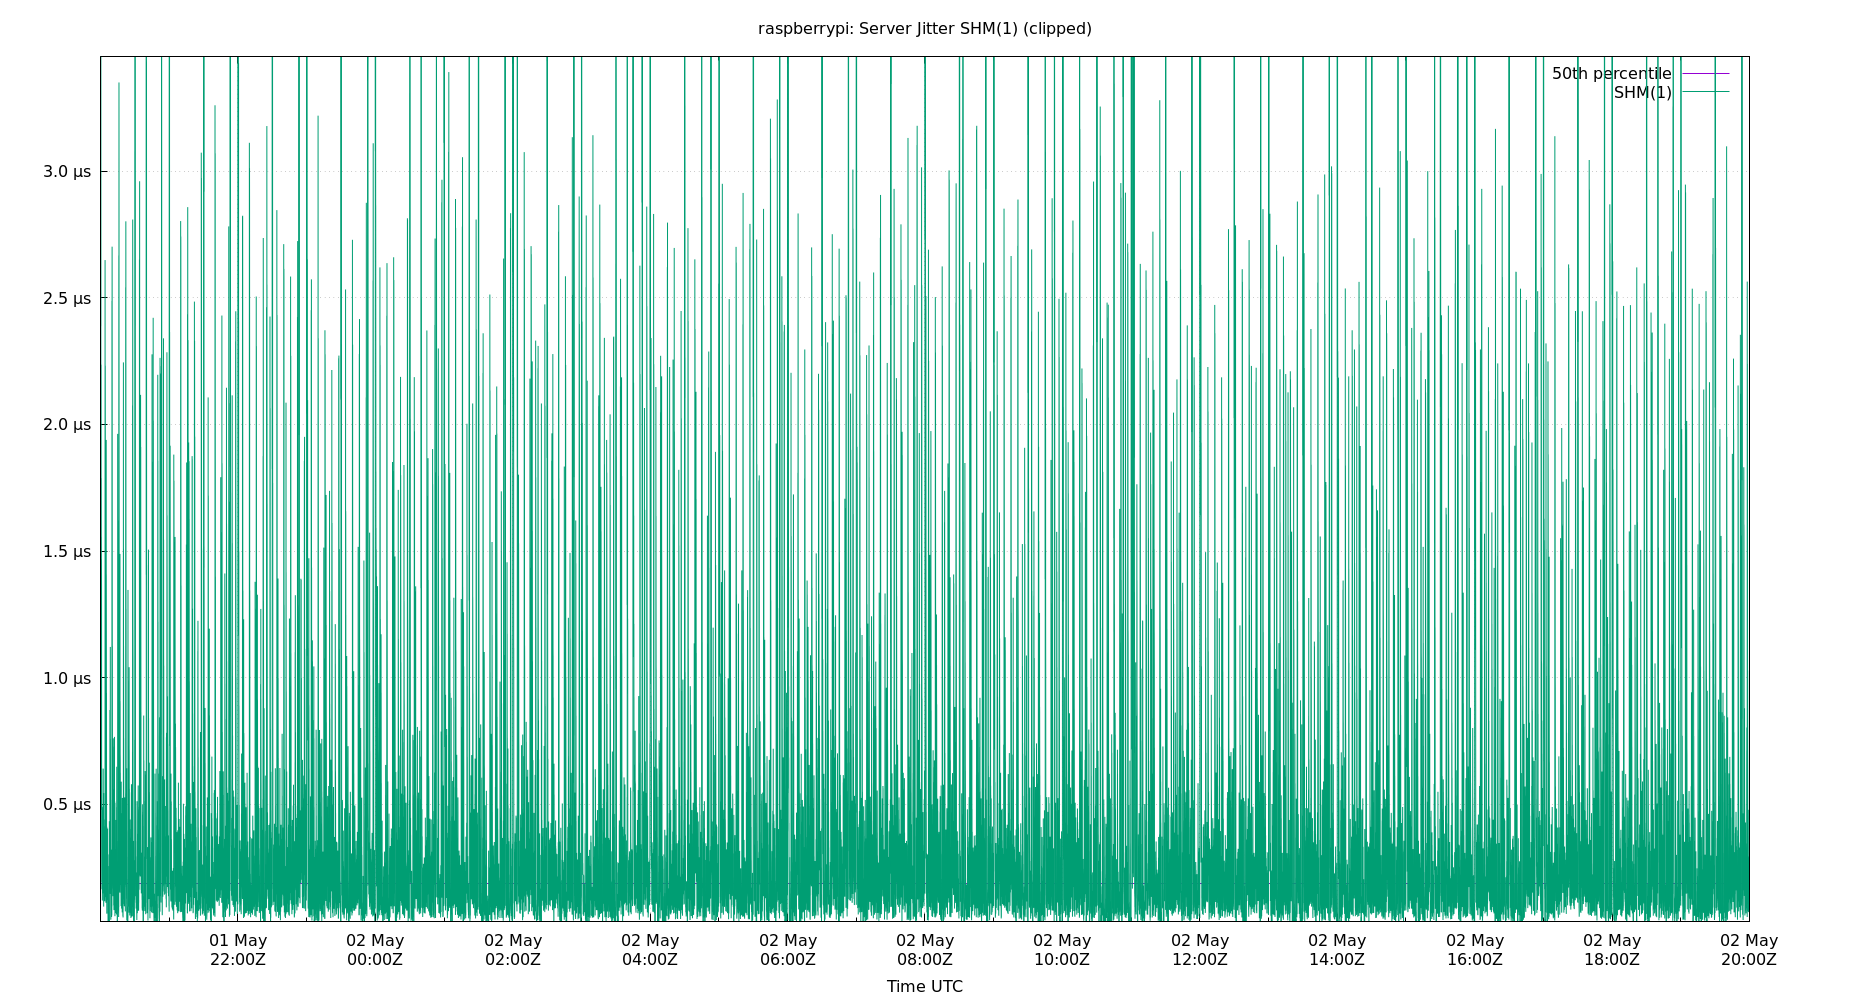 raspberrypi: Server Jitter SHM(1) (clipped)
50th percentile
SHM(1)
3.0 µs
2.5 µs
2.0 µs
1.5 µs
1.0 µs
0.5 µs
01 May 02 May 02 May 02 May 02 May 02 May 02 May 02 May 02 May 02 May 02 May 02 May
22:00Z 00:00Z 02:00Z 04:00Z 06:00Z 08:00Z 10:00Z 12:00Z 14:00Z 16:00Z 18:00Z 20:00Z
Time UTC